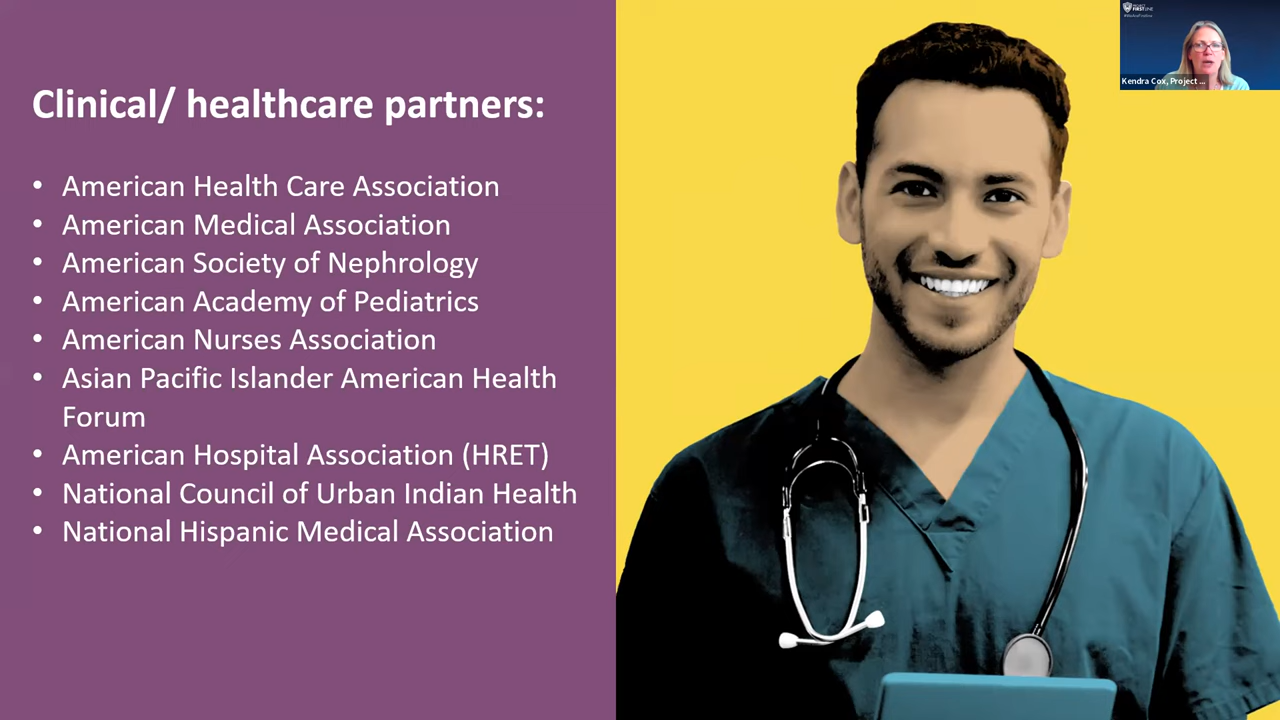 Clinical/ healthcare partners:
• American Health Care Association
• American Medical Association
• American Society of Nephrology
• American Academy of Pediatrics
• American Nurses Association
• Asian Pacific Islander American Health
Forum
• American Hospital Association (HRET)
• National Council of Urban Indian Health
• National Hispanic Medical Association
PROJECT
FIRSTLINE
Kendra Cox, Project ...